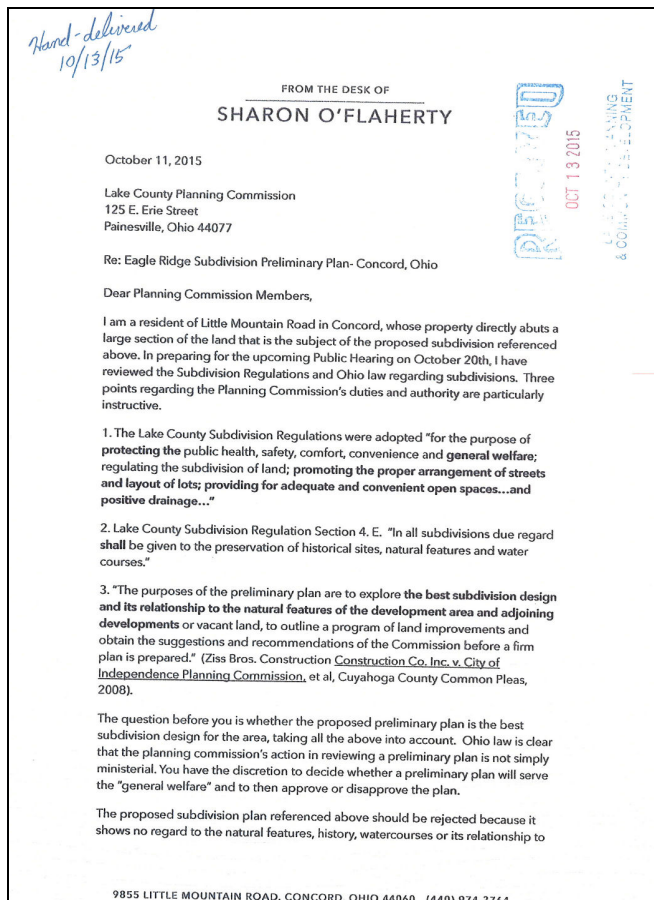 Hand-delivered
10/13/15
FROM THE DESK OF
SHARON O'FLAHERTY
RECEIVED
OCT 13 2015
& COMMUNITY DEVELOPMENT
October 11, 2015
Lake County Planning Commission
125 E. Erie Street
Painesville, Ohio 44077
Re: Eagle Ridge Subdivision Preliminary Plan- Concord, Ohio
Dear Planning Commission Members,
I am a resident of Little Mountain Road in Concord, whose property directly abuts a
large section of the land that is the subject of the proposed subdivision referenced
above. In preparing for the upcoming Public Hearing on October 20th, I have
reviewed the Subdivision Regulations and Ohio law regarding subdivisions. Three
points regarding the Planning Commission's duties and authority are particularly
instructive.
1. The Lake County Subdivision Regulations were adopted "for the purpose of
protecting the public health, safety, comfort, convenience and general welfare;
regulating the subdivision of land; promoting the proper arrangement of streets
and layout of lots; providing for adequate and convenient open spaces...and
positive drainage..."
2. Lake County Subdivision Regulation Section 4. E. "In all subdivisions due regard
shall be given to the preservation of historical sites, natural features and water
courses."
3. "The purposes of the preliminary plan are to explore the best subdivision design
and its relationship to the natural features of the development area and adjoining
developments or vacant land, to outline a program of land improvements and
obtain the suggestions and recommendations of the Commission before a firm
plan is prepared." (Ziss Bros. Construction Construction Co. Inc. v. City of
Independence Planning Commission, et al, Cuyahoga County Common Pleas,
2008).
The question before you is whether the proposed preliminary plan is the best
subdivision design for the area, taking all the above into account. Ohio law is clear
that the planning commission's action in reviewing a preliminary plan is not simply
ministerial. You have the discretion to decide whether a preliminary plan will serve
the "general welfare" and to then approve or disapprove the plan.
The proposed subdivision plan referenced above should be rejected because it
shows no regard to the natural features, history, watercourses or its relationship to
9855 LITTLE MOUNTAIN ROAD, CONCORD, OHIO 44060